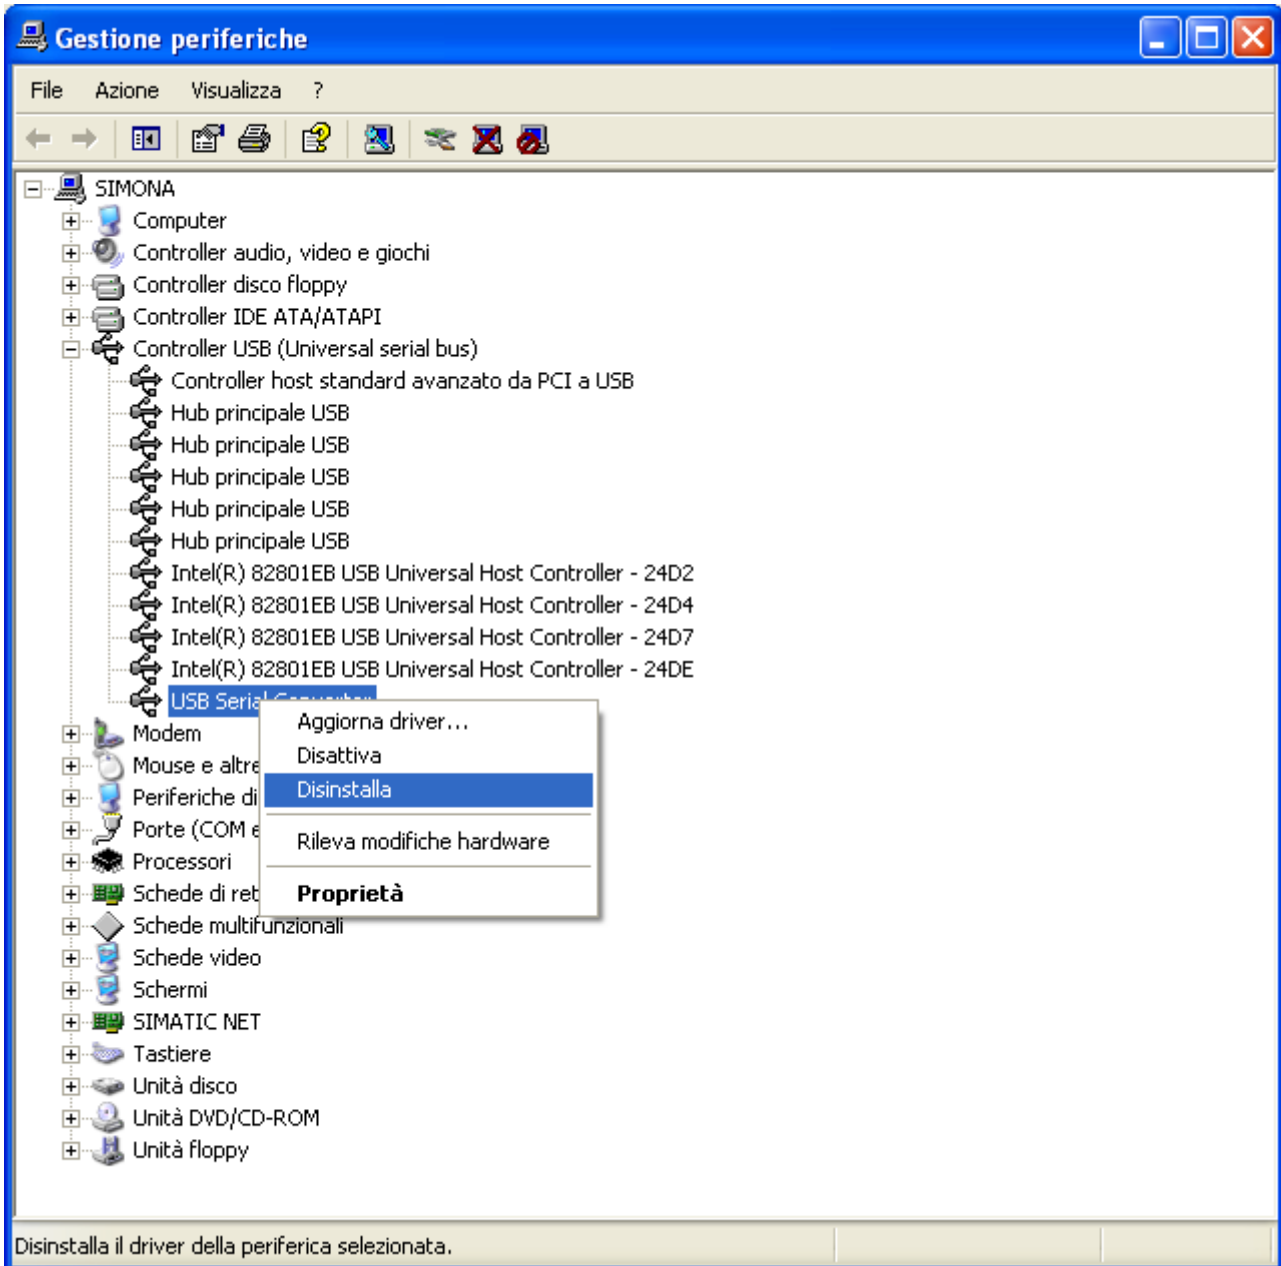 Gestione periferiche
File Azione Visualizza ?
SIMONA
Computer
Controller audio, video e giochi
Controller disco floppy
Controller IDE ATA/ATAPI
Controller USB (Universal serial bus)
Controller host standard avanzato da PCI a USB
Hub principale USB
Hub principale USB
Hub principale USB
Hub principale USB
Hub principale USB
Intel(R) 82801EB USB Universal Host Controller - 24D2
Intel(R) 82801EB USB Universal Host Controller - 24D4
Intel(R) 82801EB USB Universal Host Controller - 24D7
Intel(R) 82801EB USB Universal Host Controller - 24DE
USB Serial Converter
Modem
Mouse e altre
Periferiche di
Porte (COM e
Processori
Schede di ret
Schede multifunzionali
Schede video
Schermi
SIMATIC NET
Tastiere
Unità disco
Unità DVD/CD-ROM
Unità floppy
Aggiorna driver...
Disattiva
Disinstalla
Rileva modifiche hardware
Proprietà
Disinstalla il driver della periferica selezionata.